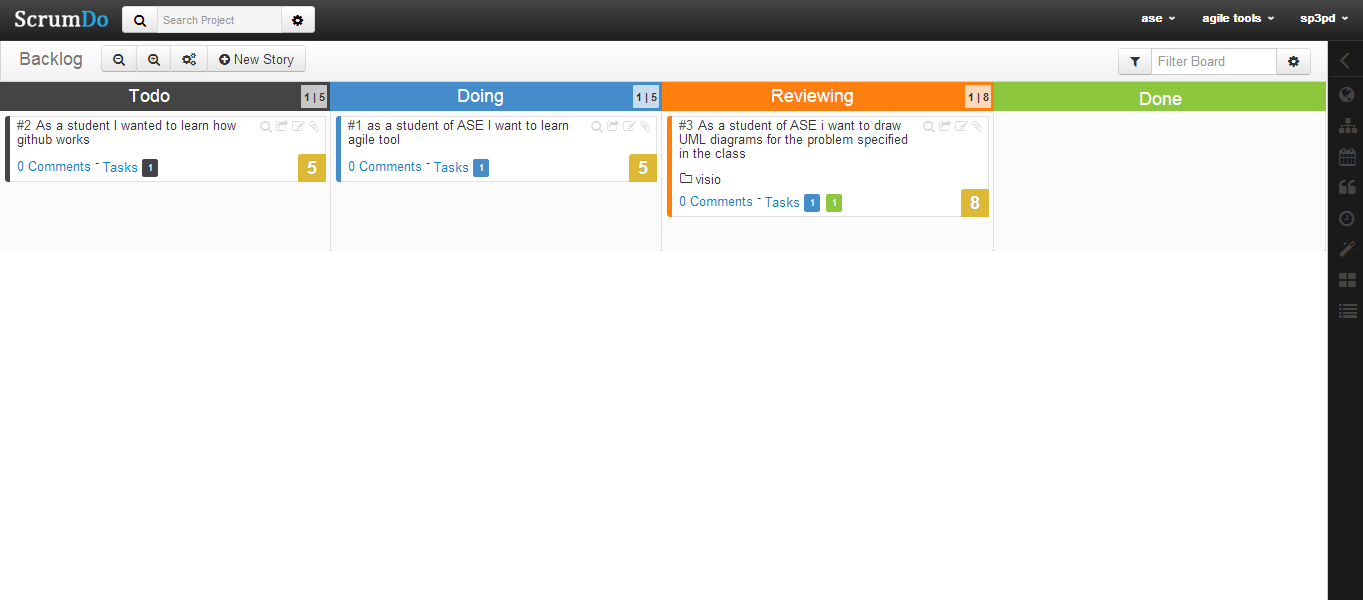 ScrumDo Search Project ase agile tools sp3pd
Backlog New Story Filter Board
Todo 1 | 5 Doing 1 | 5 Reviewing 1 | 8 Done
#2 As a student I wanted to learn how
github works
0 Comments - Tasks 1 5
#1 as a student of ASE I want to learn
agile tool
0 Comments - Tasks 1 5
#3 As a student of ASE i want to draw
UML diagrams for the problem specified
in the class
visio
0 Comments - Tasks 1 1 8